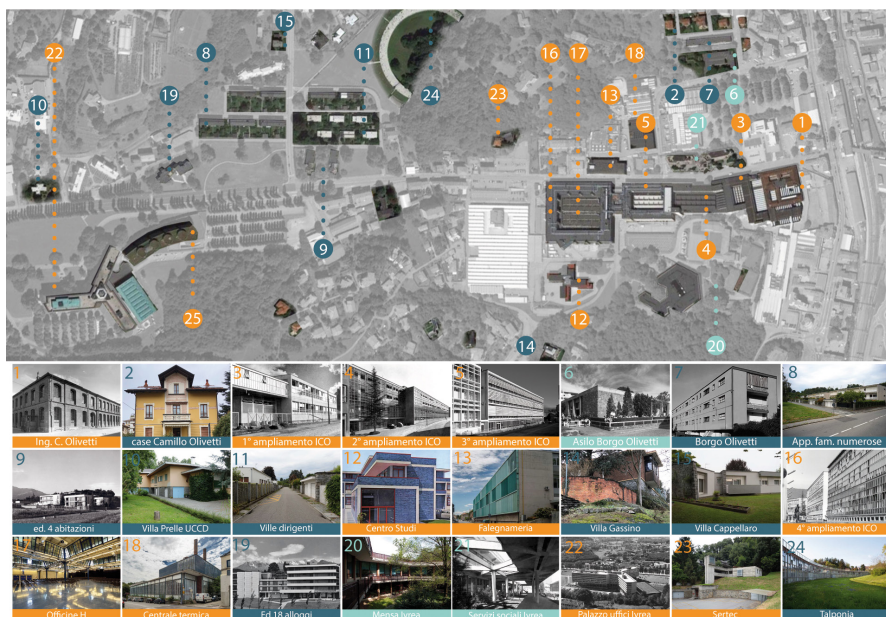 15
22
8
11
16
17
18
13
19
24
2
7
6
10
23
5
21
3
1
9
4
25
12
20
14
1
2
3
4
5
6
7
8
Ing. C. Olivetti
case Camillo Olivetti
1° ampliamento ICO
2° ampliamento ICO
3° ampliamento ICO
Asilo Borgo Olivetti
Borgo Olivetti
App. fam. numerose
9
11
12
13
16
ed. 4 abitazioni
Villa Prelle UCCD
Ville dirigenti
Centro Studi
Falegnameria
Villa Gassino
Villa Cappellaro
4° ampliamento ICO
18
19
20
21
22
23
24
Officine H
Centrale termica
Ed 18 alloggi
Mensa Ivrea
Servizi sociali Ivrea
Palazzo uffici Ivrea
Sertec
Talponia